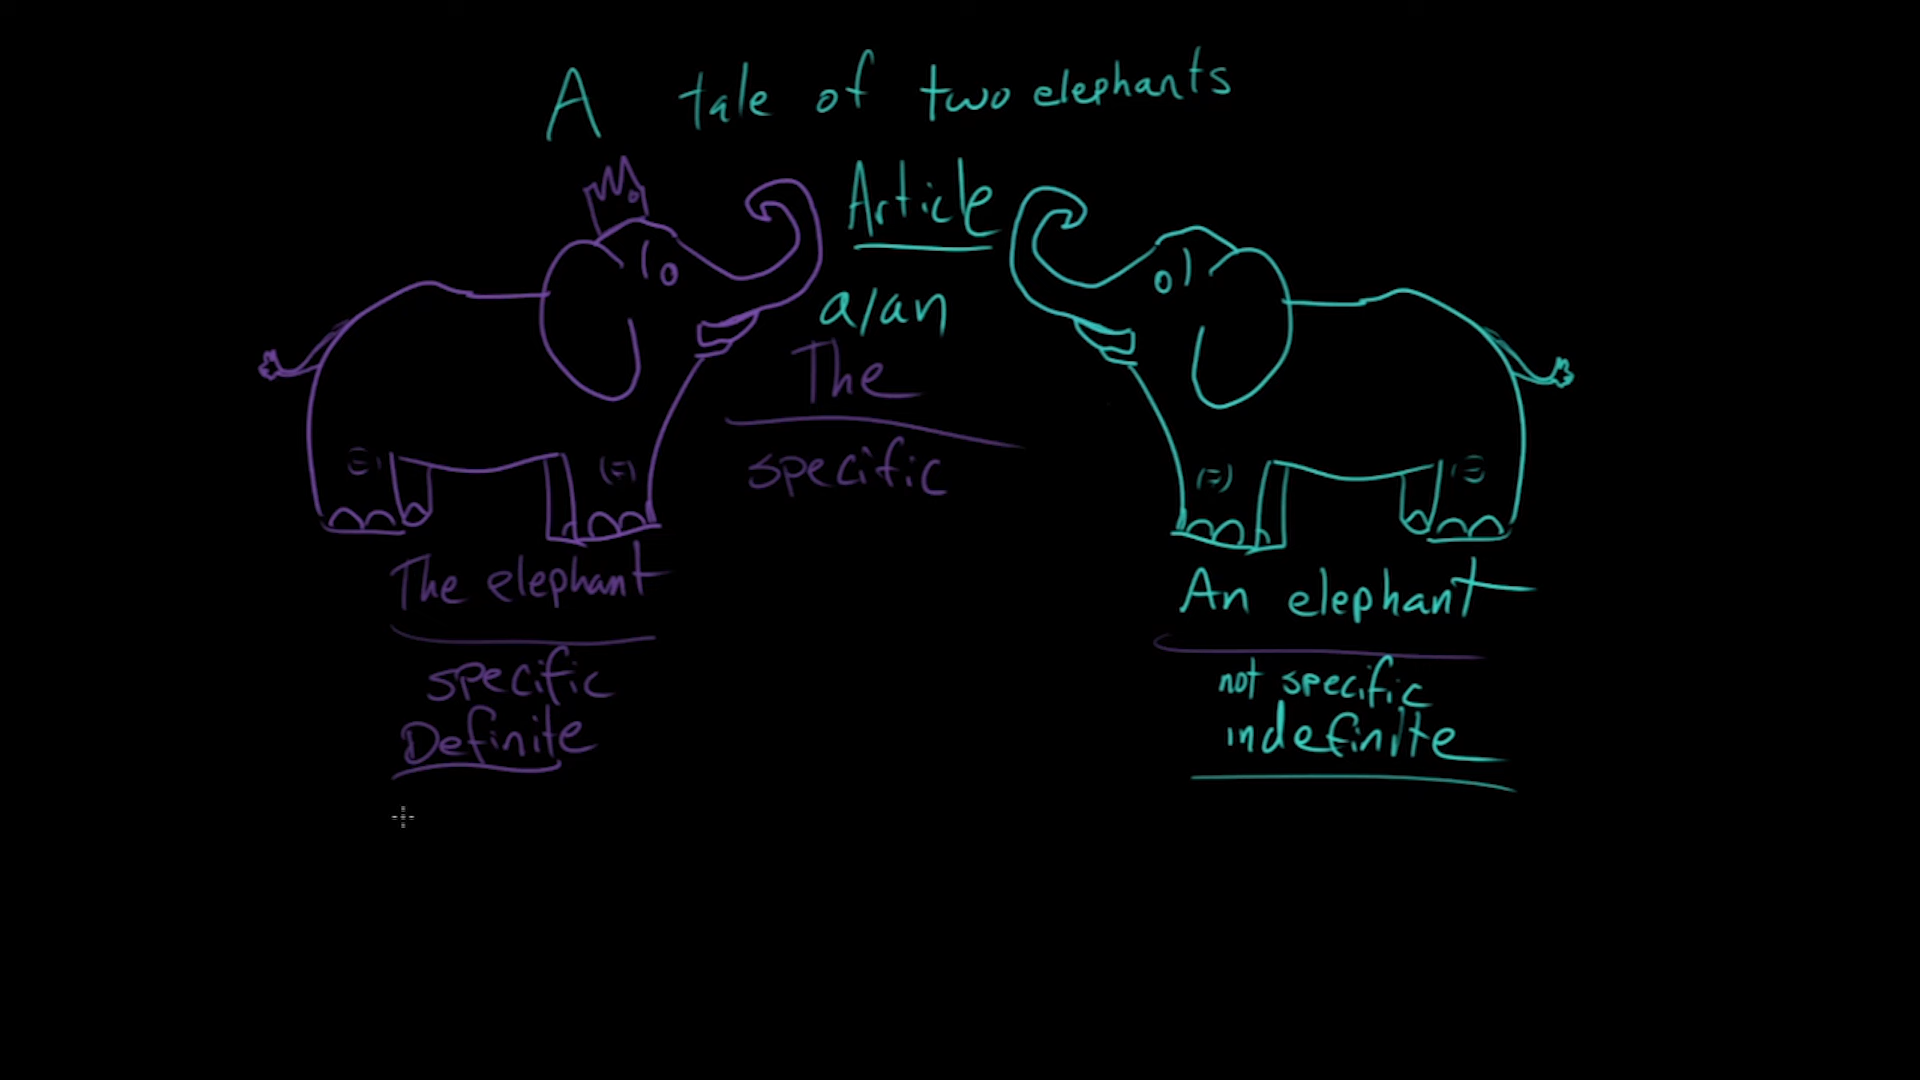 A tale of two elephants
Article
a/an
The
specific
The elephant
specific
Definite
An elephant
not specific
indefinite